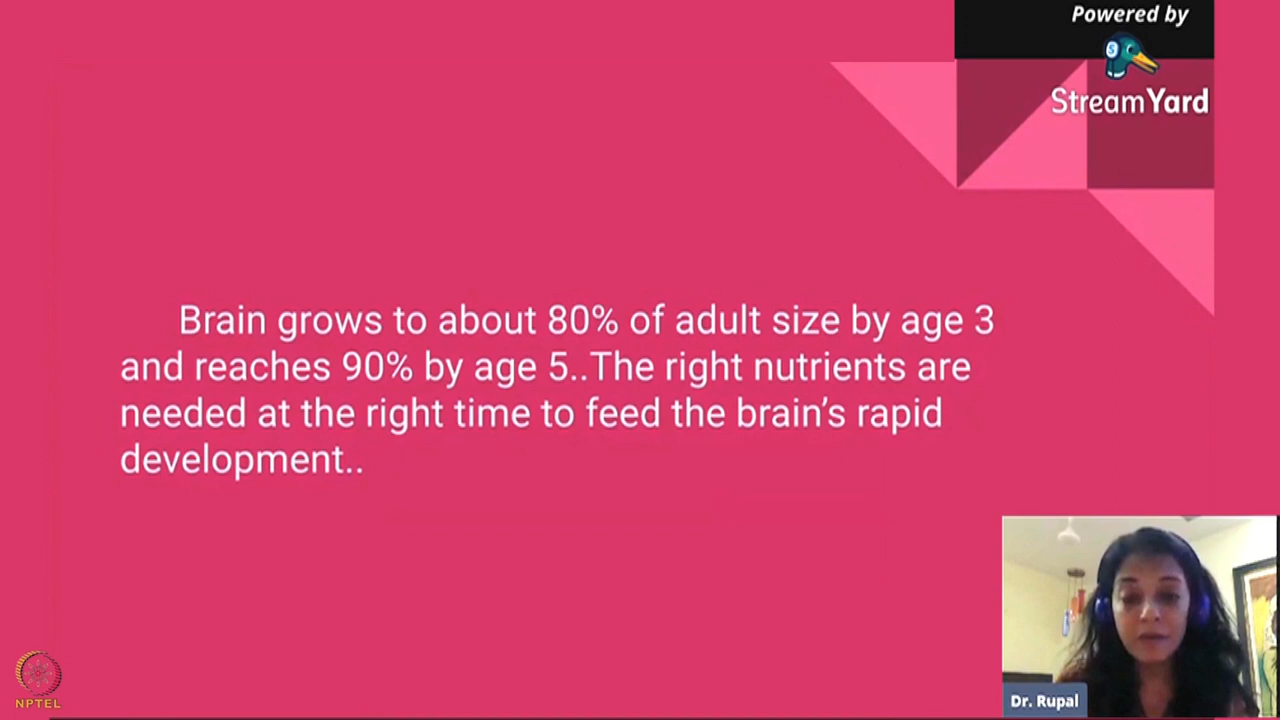 Powered by
StreamYard
Brain grows to about 80% of adult size by age 3
and reaches 90% by age 5..The right nutrients are
needed at the right time to feed the brain’s rapid
development..
Dr. Rupal
NPTEL